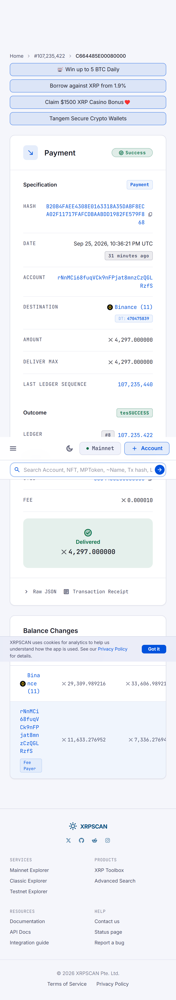 Home > #107,235,422 > C664485E00080000
🎰 Win up to 5 BTC Daily
Borrow against XRP from 1.9%
Claim $1500 XRP Casino Bonus❤️
Tangem Secure Crypto Wallets
Payment
Success
Specification
Payment
HASH
B20B4FAEE4308E0163318A35DABF8EC
A02F11717FAFCDBAABDD1982FE579F8
68
DATE
Sep 25, 2026, 10:36:21 PM UTC
31 minutes ago
ACCOUNT
rNnMCi68fuqVCk9nFPjat8mnzCzQGL
RzfS
DESTINATION
Binance (11)
DT: 470475839
AMOUNT
4,297.000000
DELIVER MAX
4,297.000000
LAST LEDGER SEQUENCE
107,235,440
Outcome
tesSUCCESS
LEDGER
#8 107,235,422
Mainnet
+ Account
Search Account, NFT, MPToken, ~Name, Tx hash, L
FEE
0.000010
Delivered
4,297.000000
Raw JSON
Transaction Receipt
Balance Changes
XRPSCAN uses cookies for analytics to help us
understand how the app is used. See our Privacy Policy
for details.
Got it
Bina
nce
(11)
29,309.989216
33,606.98921
rNnMCi
68fuqV
Ck9nFP
jat8mn
zCzQGL
RzfS
Fee
Payer
11,633.276952
7,336.27694
XRPSCAN
SERVICES
Mainnet Explorer
Classic Explorer
Testnet Explorer
PRODUCTS
XRP Toolbox
Advanced Search
RESOURCES
Documentation
API Docs
Integration guide
HELP
Contact us
Status page
Report a bug
© 2026 XRPSCAN Pte. Ltd.
Terms of Service
Privacy Policy